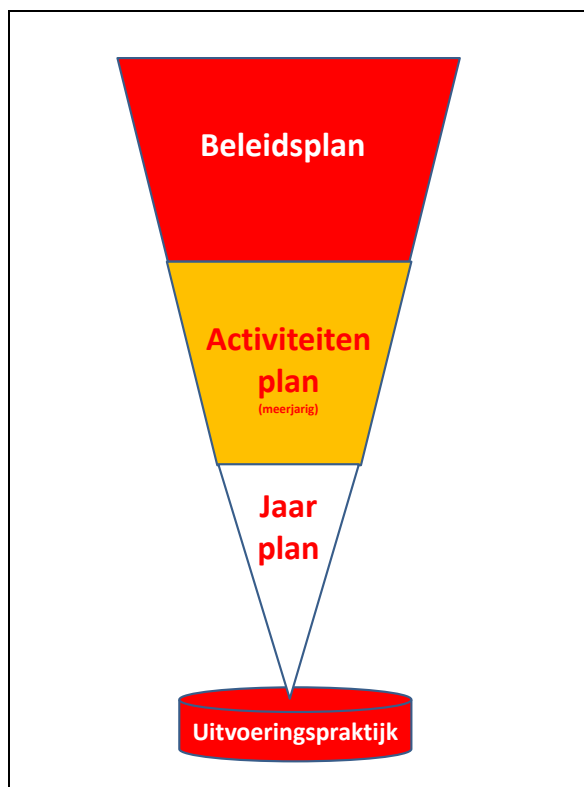 Beleidsplan
Activiteiten
plan
(meerjarig)
Jaar
plan
Uitvoeringspraktijk